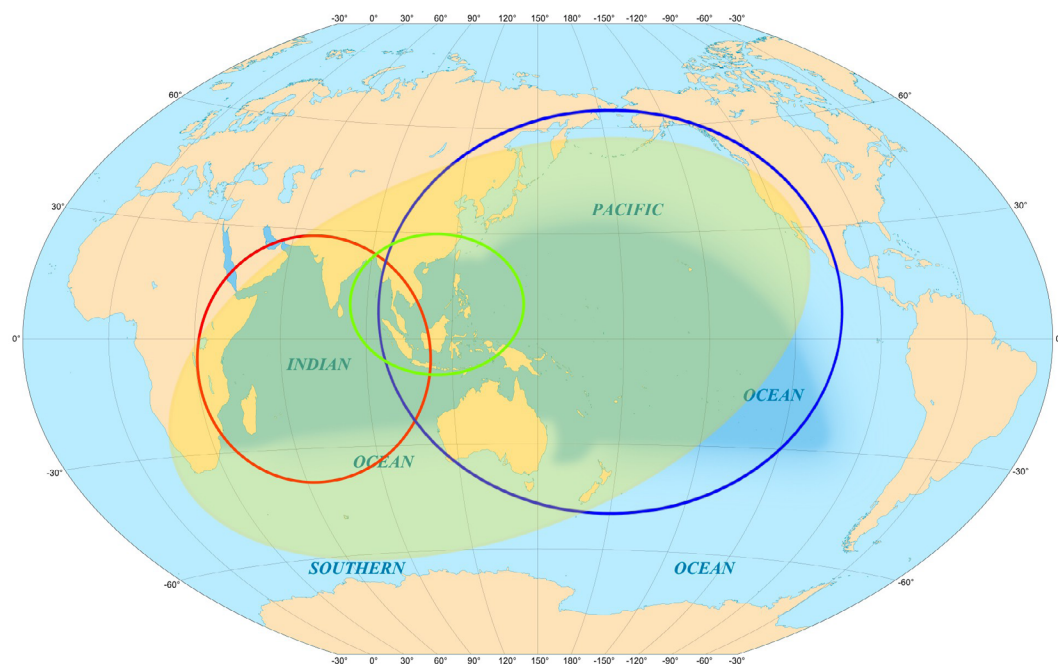 -30° 0° 30° 60° 90° 120° 150° 180° -150° -120° -90° -60° -30°
60° 60°
30° PACIFIC 30°
0° 0
INDIAN
OCEAN
OCEAN
-30° -30°
SOUTHERN OCEAN
-60° -60°
-30° 0° 30° 60° 90° 120° 150° 180° -150° -120° -90° -60° -30°